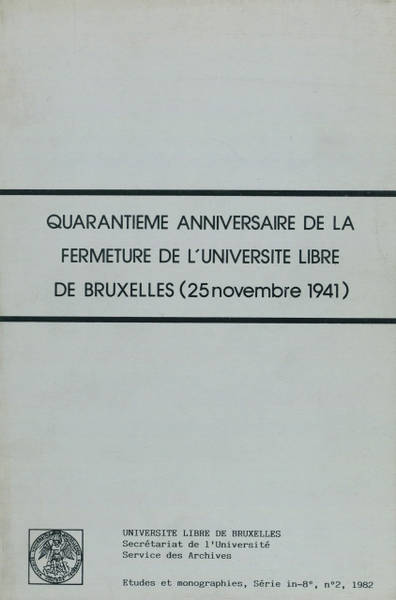 QUARANTIEME ANNIVERSAIRE DE LA
FERMETURE DE L'UNIVERSITE LIBRE
DE BRUXELLES (25 novembre 1941)
UNIVERSITE LIBRE DE BRUXELLES
Secrétariat de l'Université
Service des Archives
Etudes et monographies, Série in-8°, n°2, 1982